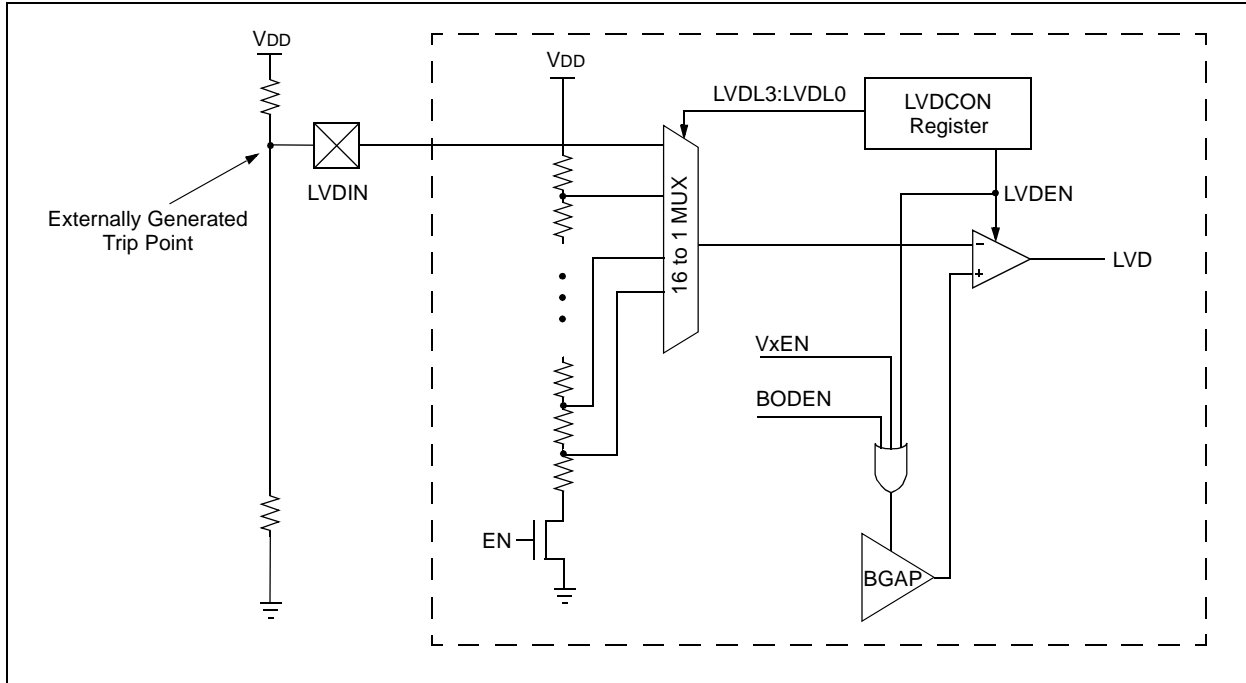 VDD
VDD
LVDL3:LVDL0
LVDCON
Register
LVDIN
LVDEN
Externally Generated
Trip Point
16 to 1 MUX
–
+
LVD
VxEN
BODEN
EN
BGAP